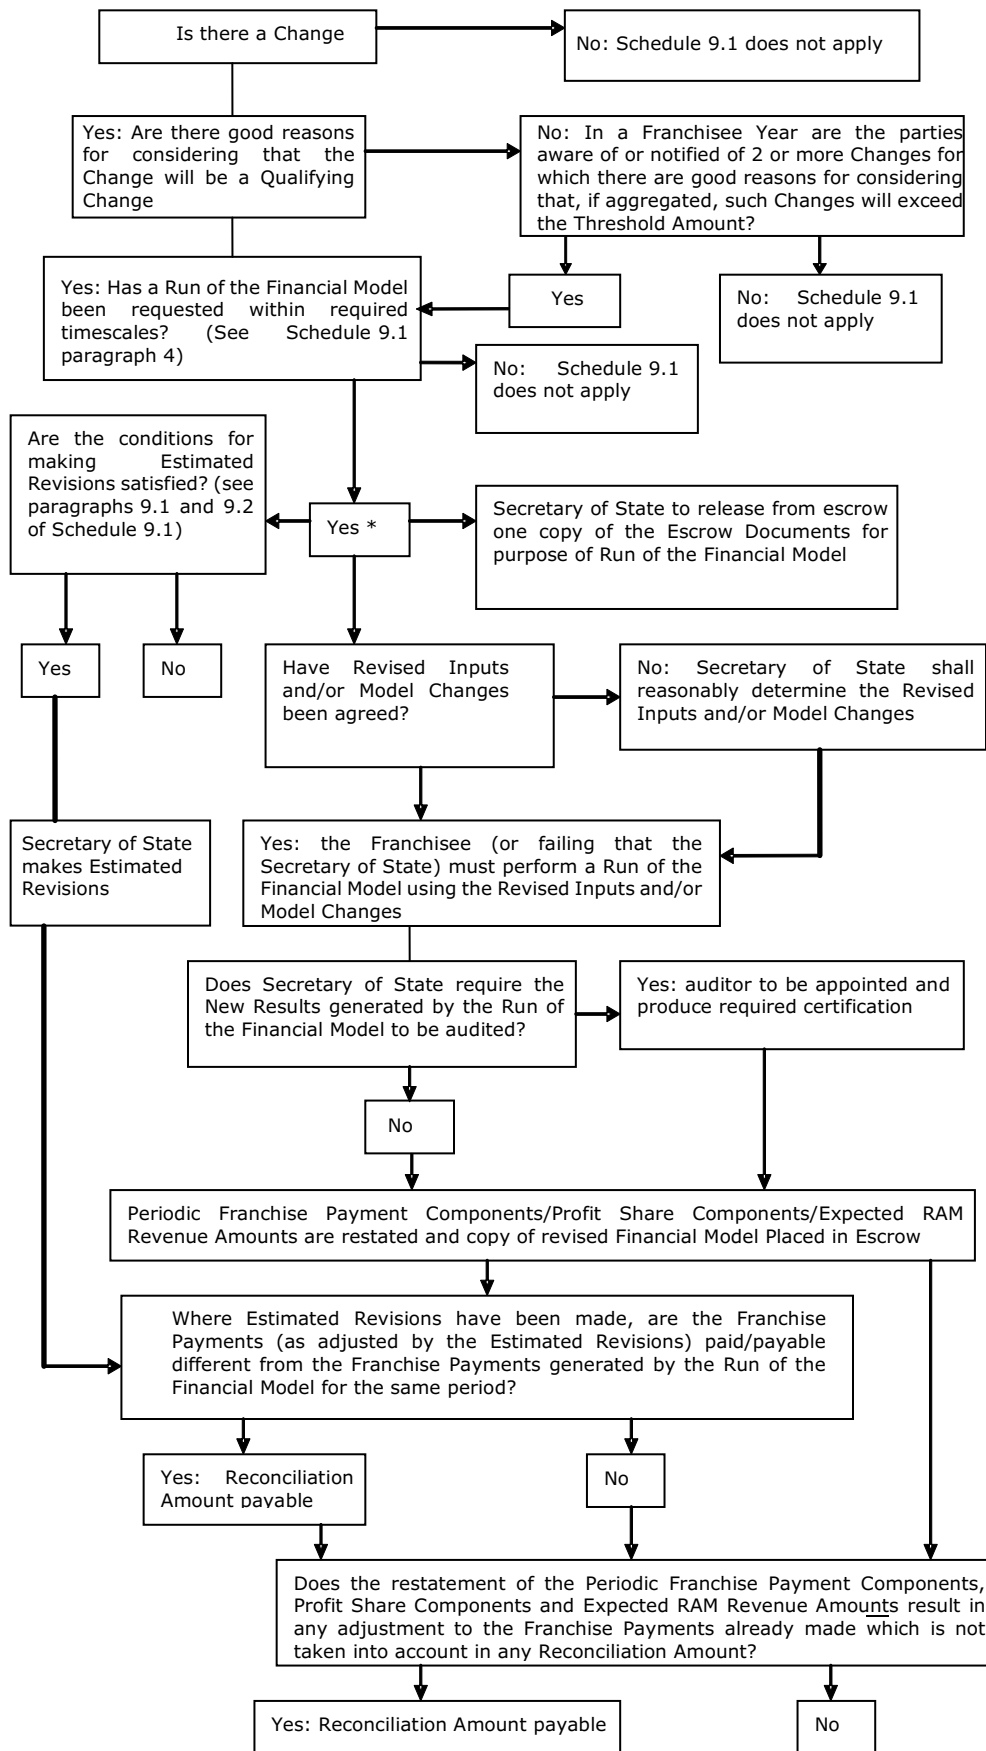 Is there a Change
No: Schedule 9.1 does not apply
Yes: Are there good reasons
for considering that the
Change will be a Qualifying
Change
No: In a Franchisee Year are the parties
aware of or notified of 2 or more Changes for
which there are good reasons for considering
that, if aggregated, such Changes will exceed
the Threshold Amount?
Yes: Has a Run of the Financial Model
been requested within required
timescales? (See Schedule 9.1
paragraph 4)
Yes
No: Schedule 9.1
does not apply
No: Schedule 9.1
does not apply
Are the conditions for
making Estimated
Revisions satisfied? (see
paragraphs 9.1 and 9.2
of Schedule 9.1)
Yes *
Secretary of State to release from escrow
one copy of the Escrow Documents for
purpose of Run of the Financial Model
Yes
No
Have Revised Inputs
and/or Model Changes
been agreed?
No: Secretary of State shall
reasonably determine the Revised
Inputs and/or Model Changes
Secretary of State
makes Estimated
Revisions
Yes: the Franchisee (or failing that the
Secretary of State) must perform a Run of the
Financial Model using the Revised Inputs and/or
Model Changes
Does Secretary of State require the
New Results generated by the Run of
the Financial Model to be audited?
Yes: auditor to be appointed and
produce required certification
No
Periodic Franchise Payment Components/Profit Share Components/Expected RAM
Revenue Amounts are restated and copy of revised Financial Model Placed in Escrow
Where Estimated Revisions have been made, are the Franchise
Payments (as adjusted by the Estimated Revisions) paid/payable
different from the Franchise Payments generated by the Run of the
Financial Model for the same period?
Yes: Reconciliation
Amount payable
No
Does the restatement of the Periodic Franchise Payment Components,
Profit Share Components and Expected RAM Revenue Amounts result in
any adjustment to the Franchise Payments already made which is not
taken into account in any Reconciliation Amount?
Yes: Reconciliation Amount payable
No